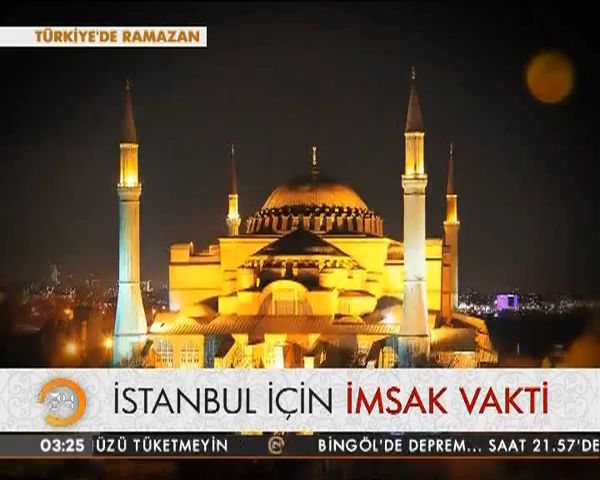 TÜRKİYE'DE RAMAZAN
24 İSTANBUL İÇİN İMSAK VAKTİ
03:25 ÜZÜ TÜKETMEYİN BİNGÖL'DE DEPREM... SAAT 21.57'DE